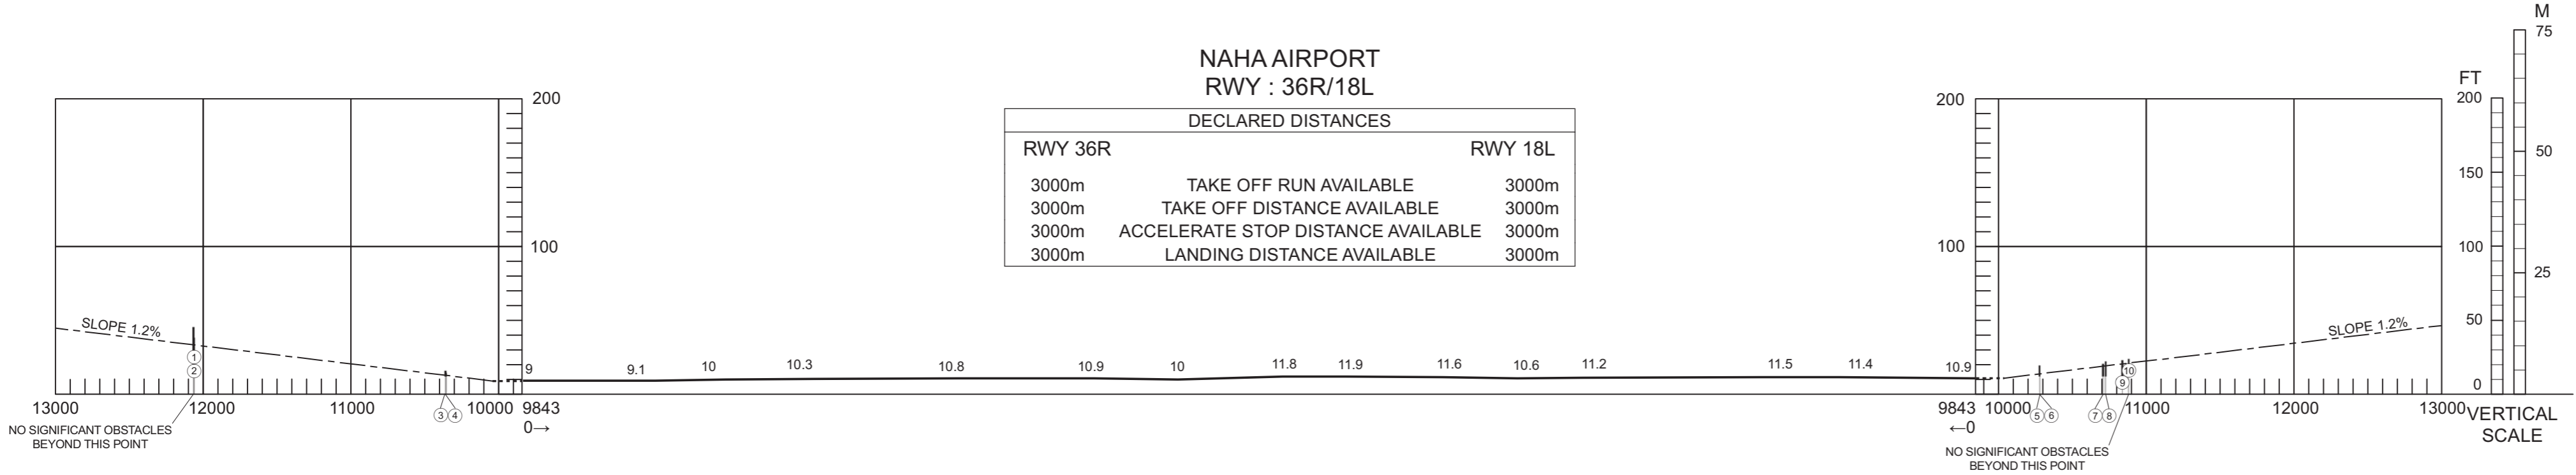 NAHA AIRPORT
RWY : 36R/18L
DECLARED DISTANCES
RWY 36R RWY 18L
3000m TAKE OFF RUN AVAILABLE 3000m
3000m TAKE OFF DISTANCE AVAILABLE 3000m
3000m ACCELERATE STOP DISTANCE AVAILABLE 3000m
3000m LANDING DISTANCE AVAILABLE 3000m
200
100
SLOPE 1.2%
①
②
13000 12000 11000 10000 9843
③ ④
0→
NO SIGNIFICANT OBSTACLES
BEYOND THIS POINT
9 9.1 10 10.3 10.8 10.9 10 11.8 11.9 11.6 10.6 11.2 11.5 11.4 10.9
200
100
SLOPE 1.2%
⑩
⑨
9843 10000 11000 12000 13000
⑤ ⑥ ⑦ ⑧
←0
NO SIGNIFICANT OBSTACLES
BEYOND THIS POINT
M
75
50
25
FT
200
150
100
50
0
VERTICAL
SCALE